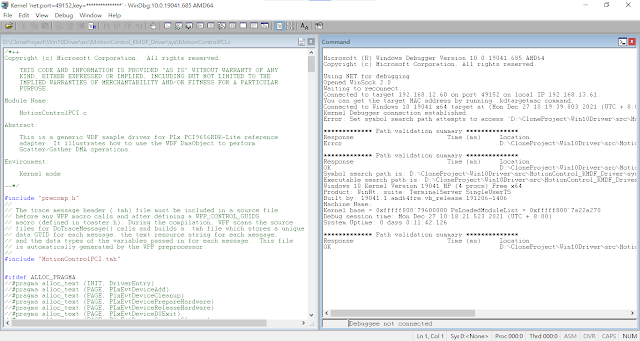 Kernel 'net:port=49152,key=****************' - WinDbg:10.0.19041.685 AMD64
File Edit View Debug Window Help
D:\CloneProject\Win10Driver\src\MotionControl_KMDF_Driver\sys\MotionControlPCI.c
/*++
Copyright (c) Microsoft Corporation. All rights reserved.
THIS CODE AND INFORMATION IS PROVIDED "AS IS" WITHOUT WARRANTY OF ANY
KIND, EITHER EXPRESSED OR IMPLIED, INCLUDING BUT NOT LIMITED TO THE
IMPLIED WARRANTIES OF MERCHANTABILITY AND/OR FITNESS FOR A PARTICULAR
PURPOSE.
Module Name:
MotionControlPCI.c
Abstract:
This is a generic WDF sample driver for PLx PCI9656RDK-Lite reference
adapter. It illustrates how to use the WDF DmaObject to perform
Scatter/Gather DMA operations.
Environment:
Kernel mode
--*/
#include "precomp.h"
// The trace message header (.tmh) file must be included in a source file
// before any WPP macro calls and after defining a WPP_CONTROL_GUIDS
// macro (defined in toaster.h). During the compilation, WPP scans the source
// files for DoTraceMessage() calls and builds a .tmh file which stores a unique
// data GUID for each message, the text resource string for each message,
// and the data types of the variables passed in for each message. This file
// is automatically generated by the WPP preprocessor.
#include "MotionControlPCI.tmh"
#ifdef ALLOC_PRAGMA
//#pragma alloc_text (INIT, DriverEntry)
//#pragma alloc_text (PAGE, PLxEvtDeviceAdd)
//#pragma alloc_text (PAGE, PlxEvtDeviceCleanup)
//#pragma alloc_text (PAGE, PLxEvtDevicePrepareHardware)
//#pragma alloc_text (PAGE, PLxEvtDeviceReleaseHardware)
//#pragma alloc_text (PAGE, PLxEvtDeviceD0Exit)
Command
Microsoft (R) Windows Debugger Version 10.0.19041.685 AMD64
Copyright (c) Microsoft Corporation. All rights reserved.
Using NET for debugging
Opened WinSock 2.0
Waiting to reconnect...
Connected to target 192.168.12.60 on port 49152 on local IP 192.168.13.61.
You can get the target MAC address by running .kdtargetmac command.
Connected to Windows 10 19041 x64 target at (Mon Dec 27 10:19:39.803 2021 (UTC + 8:0
Kernel Debugger connection established.
Error: Set symbol search path attempts to access 'D:\CloneProject\Win10Driver\src\Mo
************* Path validation summary **************
Response Time (ms) Location
Error D:\CloneProject\Win10Driver\src\Motio
************* Path validation summary **************
Response Time (ms) Location
OK D:\CloneProject\Win10Driver\src\Motio
Symbol search path is: D:\CloneProject\Win10Driver\src\MotionControl_KMDF_Driver\sys
Executable search path is: D:\CloneProject\Win10Driver\src\MotionControl_KMDF_Driver
Windows 10 Kernel Version 19041 MP (4 procs) Free x64
Product: WinNt, suite: TerminalServer SingleUserTS
Built by: 19041.1.amd64fre.vb_release.191206-1406
Machine Name:
Kernel base = 0xfffff800`79600000 PsLoadedModuleList = 0xfffff800`7a22a270
Debug session time: Mon Dec 27 10:18:21.523 2021 (UTC + 8:00)
System Uptime: 0 days 0:11:42.126
************* Path validation summary **************
Response Time (ms) Location
OK D:\CloneProject\Win10Driver\src\Motio
Debuggee not connected
Ln 1, Col 1 Sys 0:<None> Proc 000:0 Thrd 000:0 ASM OVR CAPS NUM